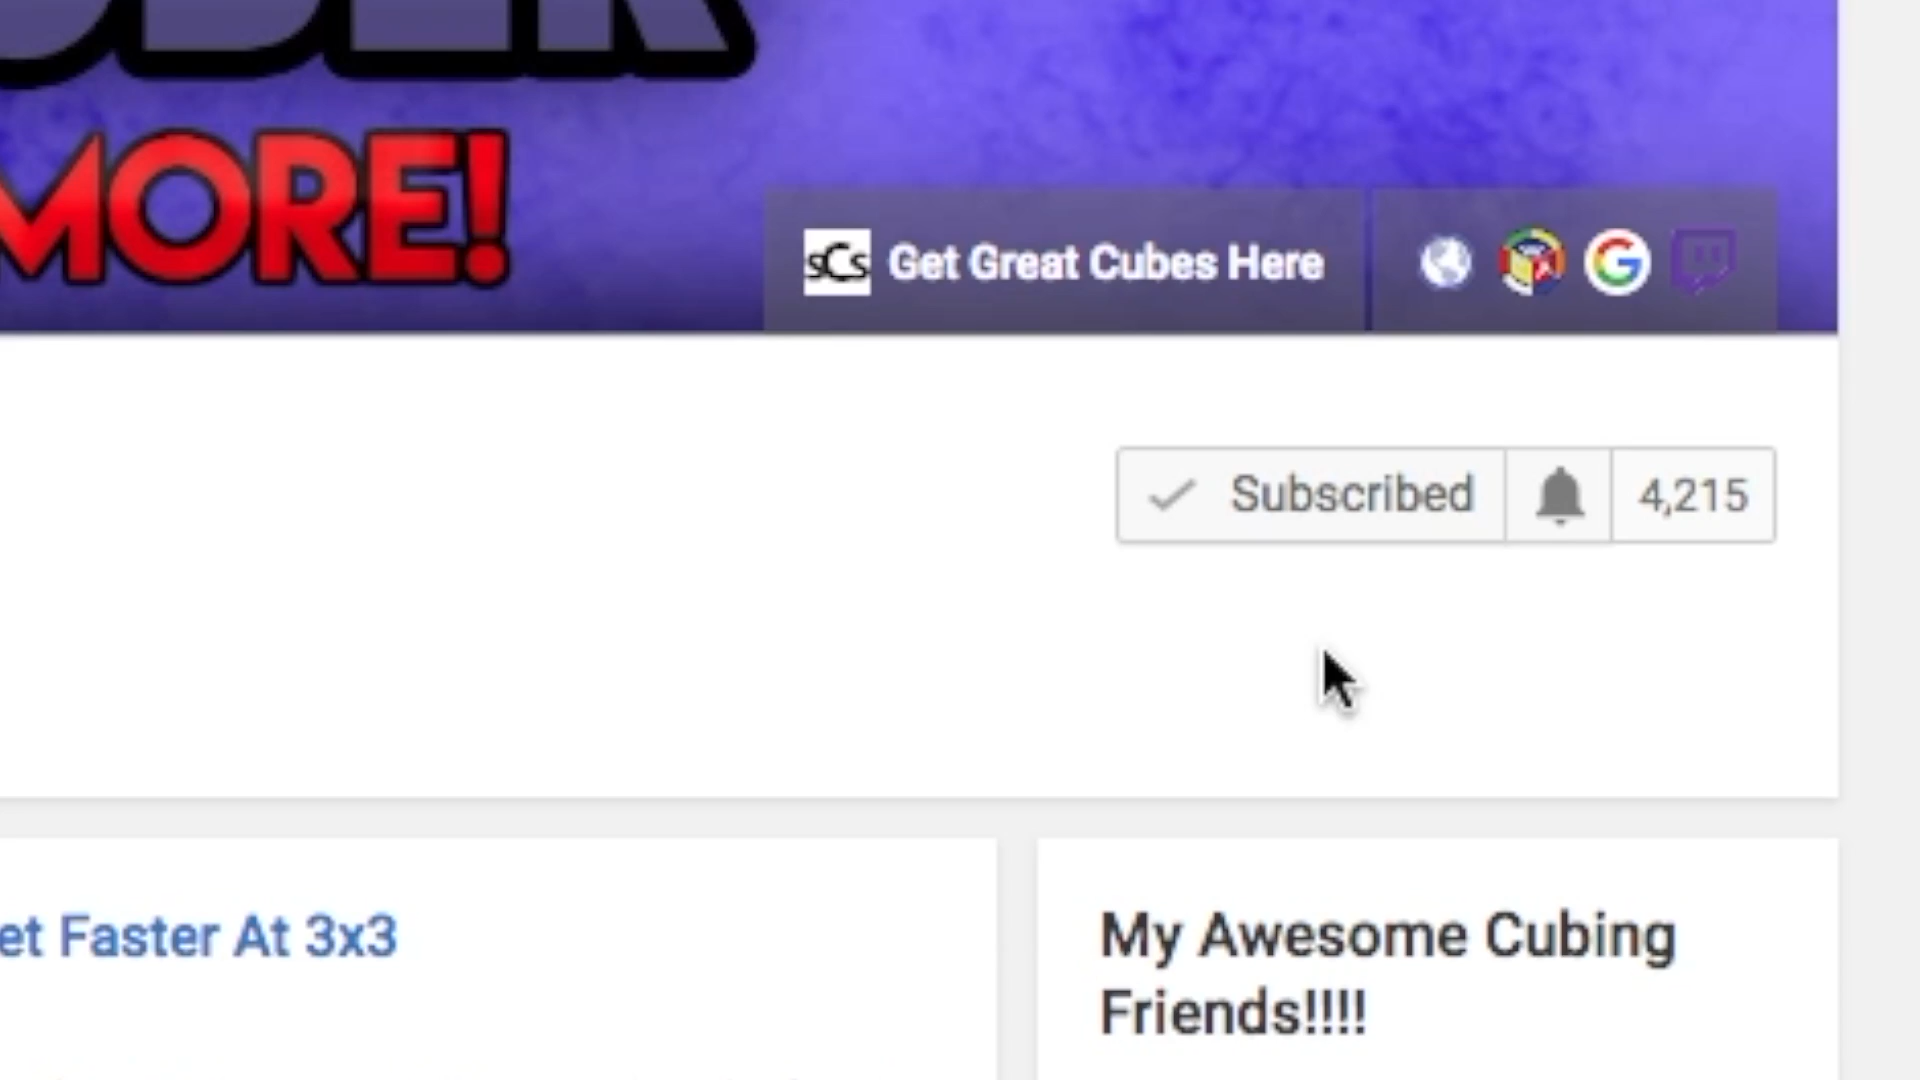 MORE!
sCs Get Great Cubes Here
Subscribed 4,215
et Faster At 3x3
My Awesome Cubing
Friends!!!!